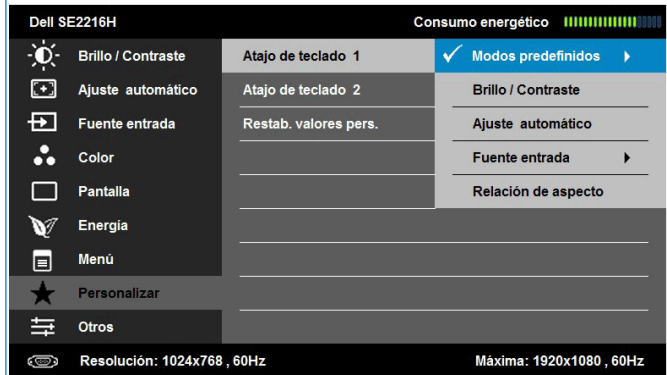 Dell SE2216H Consumo energético
Brillo / Contraste Atajo de teclado 1 Modos predefinidos
Ajuste automático Atajo de teclado 2 Brillo / Contraste
Fuente entrada Restab. valores pers. Ajuste automático
Color Fuente entrada
Pantalla Relación de aspecto
Energía
Menú
Personalizar
Otros
Resolución: 1024x768 , 60Hz Máxima: 1920x1080 , 60Hz